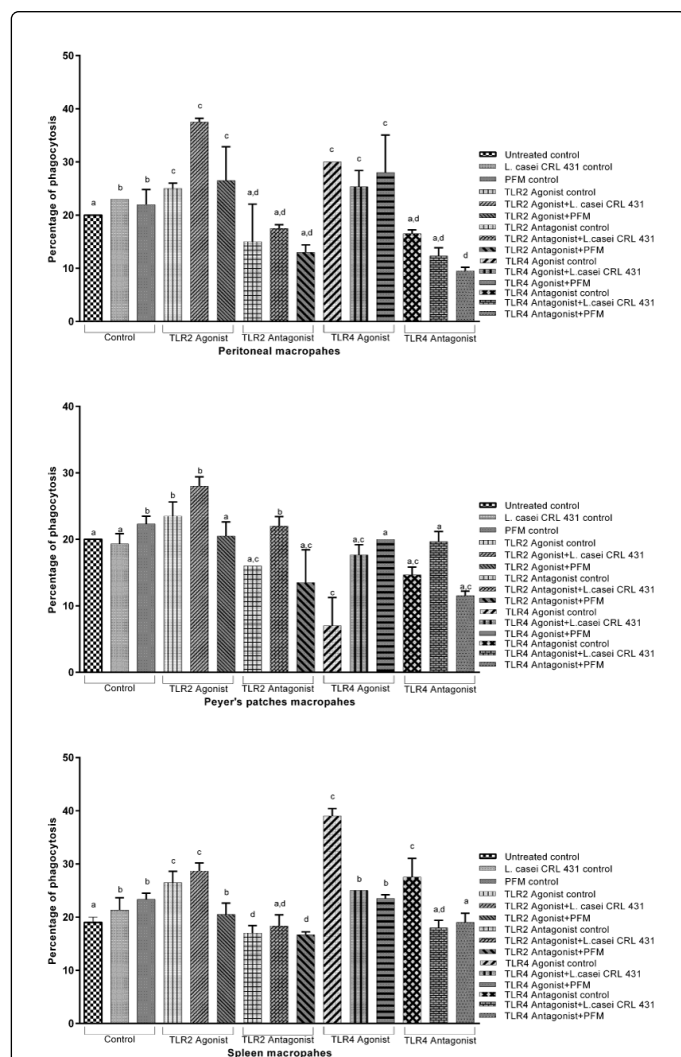 50
40
30
20
10
0
Percentage of phagocytosis
a
b
b
c
c
c
a,d
a,d
a,d
c
c
c
a,d
a,d
d
Control
TLR2 Agonist
TLR2 Antagonist
TLR4 Agonist
TLR4 Antagonist
Peritoneal macropahes
Untreated control
L. casei CRL 431 control
PFM control
TLR2 Agonist control
TLR2 Agonist+L. casei CRL 431
TLR2 Agonist+PFM
TLR2 Antagonist control
TLR2 Antagonist+L.casei CRL 431
TLR2 Antagonist+PFM
TLR4 Agonist control
TLR4 Agonist+L.casei CRL 431
TLR4 Agonist+PFM
TLR4 Antagonist control
TLR4 Antagonist+L.casei CRL 431
TLR4 Antagonist+PFM
40
30
20
10
0
Percentage of phagocytosis
a
a
b
b
b
a
a,c
b
a,c
c
a,c
a
a,c
a
a,c
Control
TLR2 Agonist
TLR2 Antagonist
TLR4 Agonist
TLR4 Antagonist
Peyer's patches macropahes
Untreated control
L. casei CRL 431 control
PFM control
TLR2 Agonist control
TLR2 Agonist+L. casei CRL 431
TLR2 Agonist+PFM
TLR2 Antagonist control
TLR2 Antagonist+L.casei CRL 431
TLR2 Antagonist+PFM
TLR4 Agonist control
TLR4 Agonist+L.casei CRL 431
TLR4 Agonist+PFM
TLR4 Antagonist control
TLR4 Antagonist+L.casei CRL 431
TLR4 Antagonist+PFM
50
40
30
20
10
0
Percentage of phagocytosis
a
b
b
c
c
b
d
a,d
d
c
b
b
c
a,d
a
Control
TLR2 Agonist
TLR2 Antagonist
TLR4 Agonist
TLR4 Antagonist
Spleen macropahes
Untreated control
L. casei CRL 431 control
PFM control
TLR2 Agonist control
TLR2 Agonist+L. casei CRL 431
TLR2 Agonist+PFM
TLR2 Antagonist control
TLR2 Antagonist+L.casei CRL 431
TLR2 Antagonist+PFM
TLR4 Agonist control
TLR4 Agonist+L.casei CRL 431
TLR4 Agonist+PFM
TLR4 Antagonist control
TLR4 Antagonist+L.casei CRL 431
TLR4 Antagonist+PFM